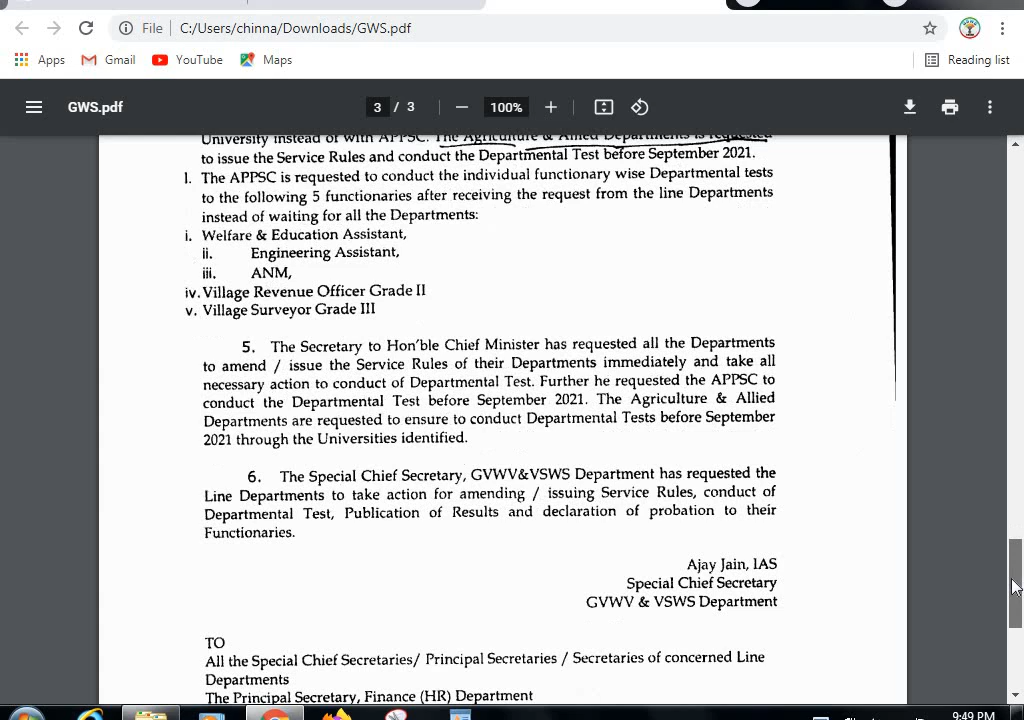 File | C:/Users/chinna/Downloads/GWS.pdf
Apps Gmail YouTube Maps Reading list
GWS.pdf 3 / 3 100%
University instead of with APPSC. The Agriculture & Allied Departments is requested
to issue the Service Rules and conduct the Departmental Test before September 2021.
l. The APPSC is requested to conduct the individual functionary wise Departmental tests
to the following 5 functionaries after receiving the request from the line Departments
instead of waiting for all the Departments:
i. Welfare & Education Assistant,
ii. Engineering Assistant,
iii. ANM,
iv. Village Revenue Officer Grade II
v. Village Surveyor Grade III
5. The Secretary to Hon'ble Chief Minister has requested all the Departments
to amend / issue the Service Rules of their Departments immediately and take all
necessary action to conduct of Departmental Test. Further he requested the APPSC to
conduct the Departmental Test before September 2021. The Agriculture & Allied
Departments are requested to ensure to conduct Departmental Tests before September
2021 through the Universities identified.
6. The Special Chief Secretary, GVWV&VSWS Department has requested the
Line Departments to take action for amending / issuing Service Rules, conduct of
Departmental Test, Publication of Results and declaration of probation to their
Functionaries.
Ajay Jain, IAS
Special Chief Secretary
GVWV & VSWS Department
TO
All the Special Chief Secretaries/ Principal Secretaries / Secretaries of concerned Line
Departments
The Principal Secretary, Finance (HR) Department
9:49 PM